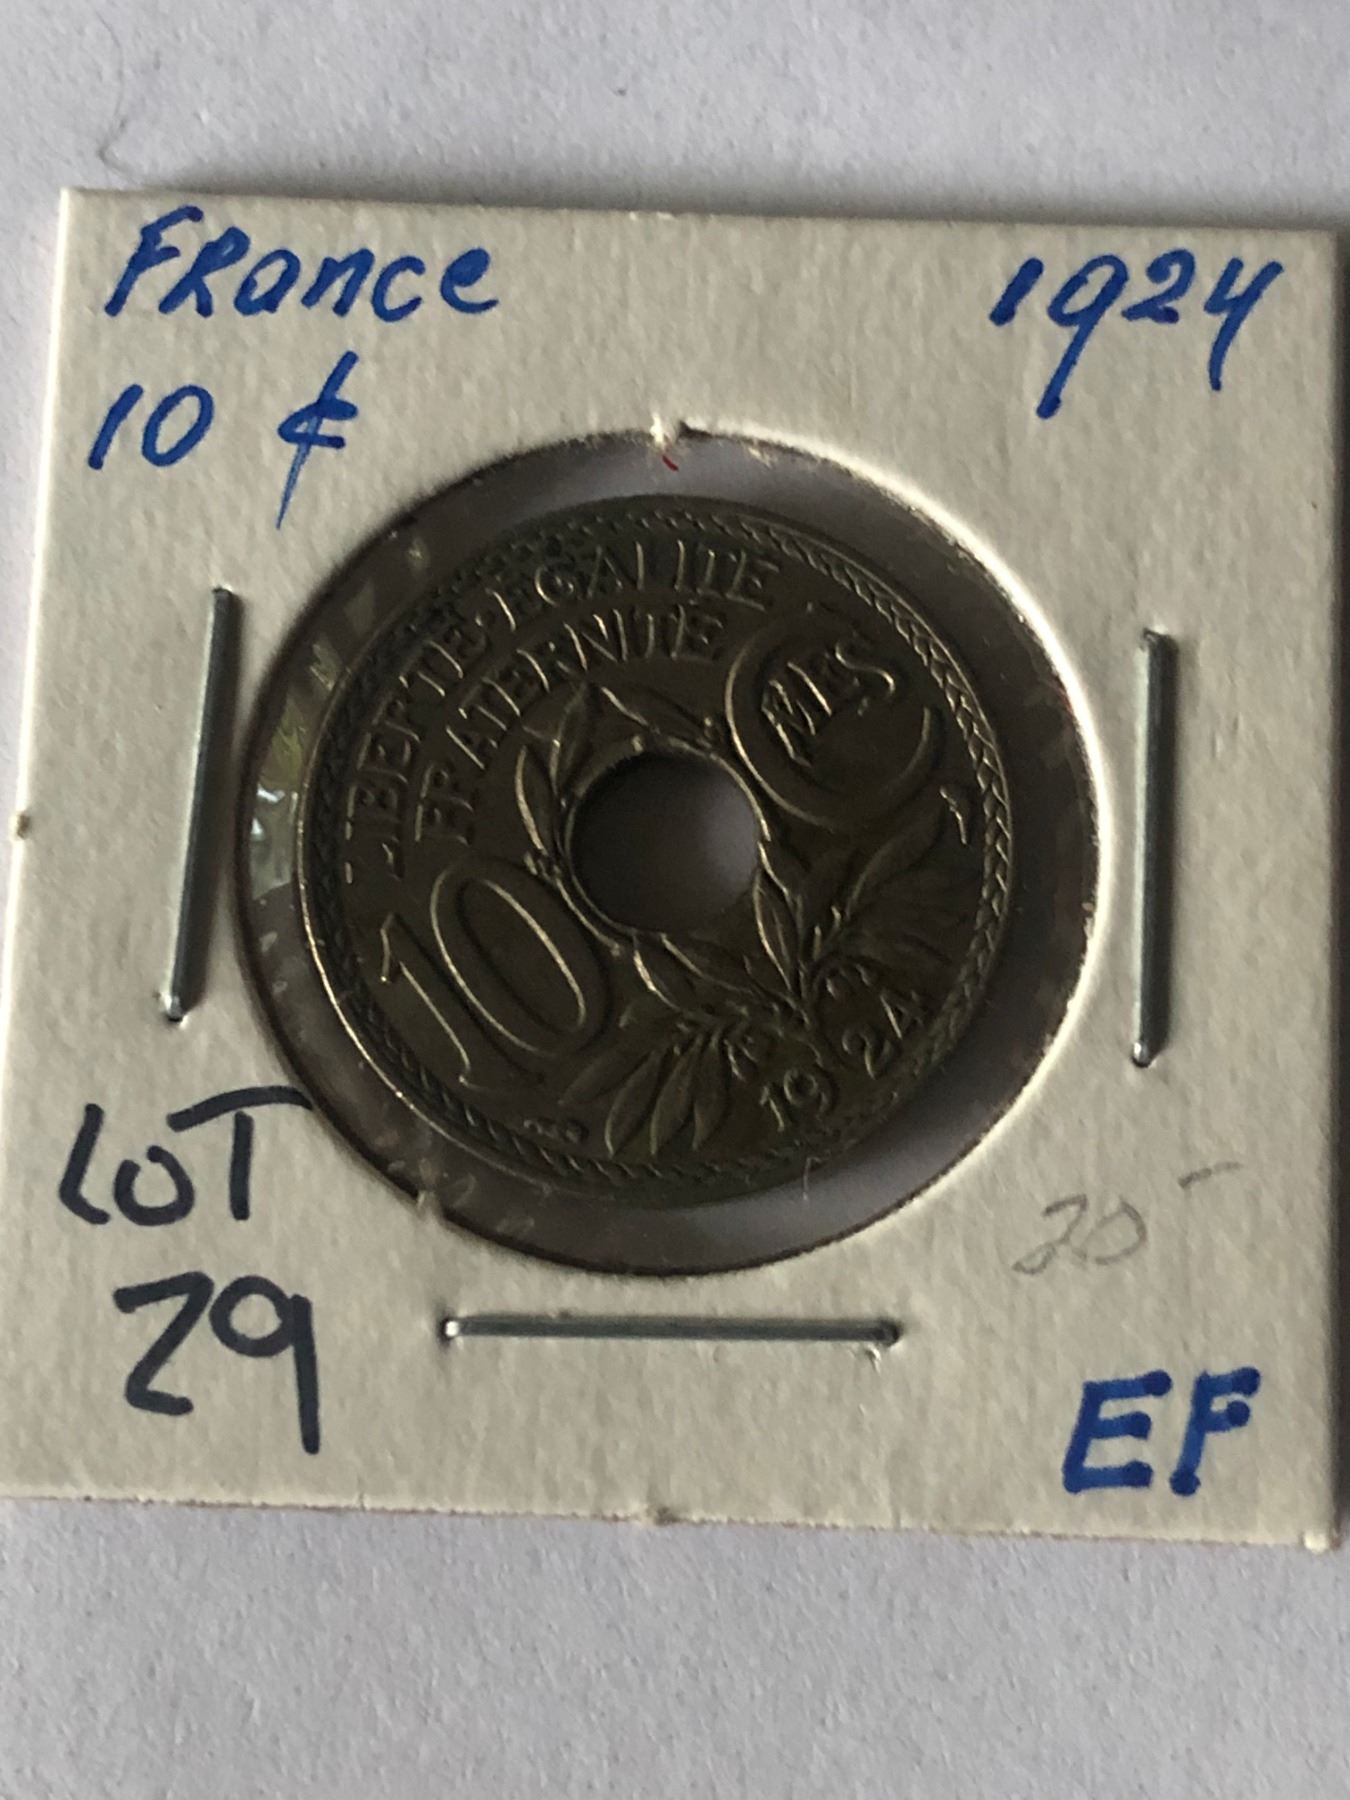 France
1924
10 ¢
LIBERTE·EGALITE
FRATERNITE
CMES
10
1924
LOT
29
20-
EF